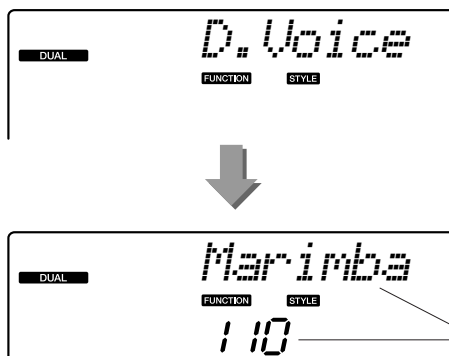 D.Voice
DUAL
FUNCTION STYLE
Marimba
DUAL
FUNCTION STYLE
110